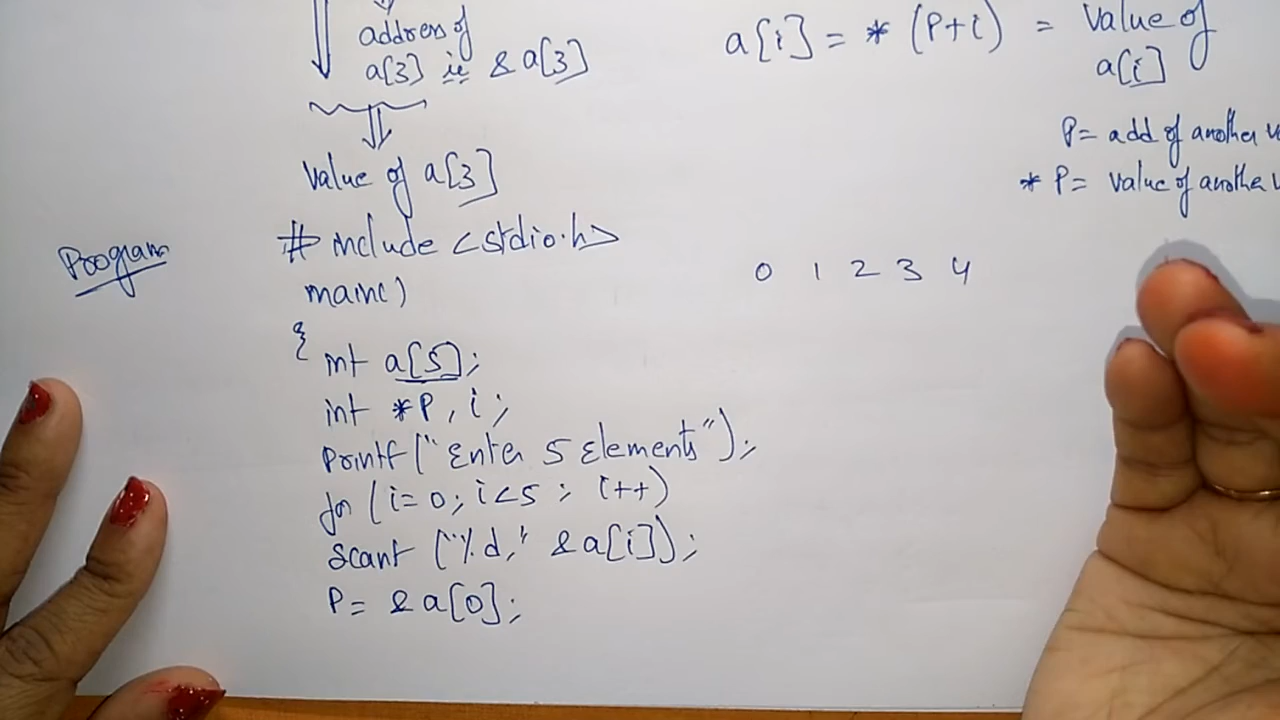 address of
a[3] ie & a[3]
Value of a[3]
a[i] = * (P+i) = Value of
a[i]
P= add of another
* P= Value of another
Program
# include <stdio.h>
main()
{
int a[5];
int *P, i;
Printf("Enter 5 Elements");
for (i=0; i<5; i++)
Scanf ("%d," &a[i]);
P= &a[0];
0 1 2 3 4